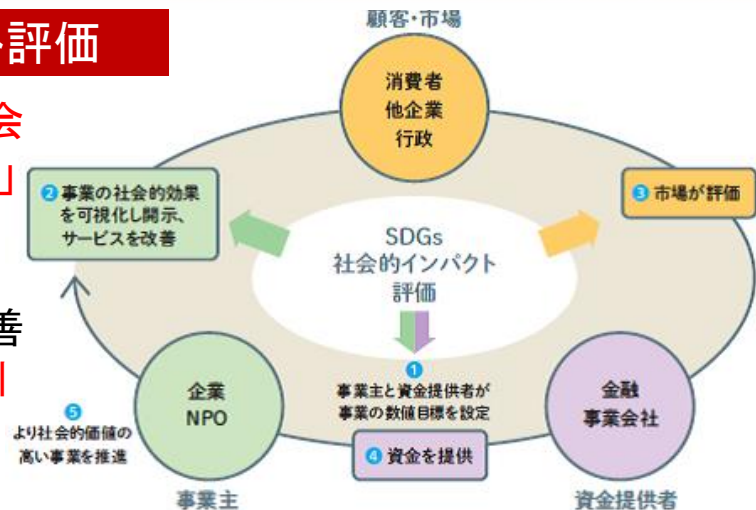 評価
会
」
善
顧客・市場
消費者
他企業
行政
❷ 事業の社会的効果
を可視化し開示、
サービスを改善
❸ 市場が評価
SDGs
社会的インパクト
評価
❶
事業主と資金提供者が
事業の数値目標を設定
❹ 資金を提供
企業
NPO
事業主
❺
より社会的価値の
高い事業を推進
金融
事業会社
資金提供者